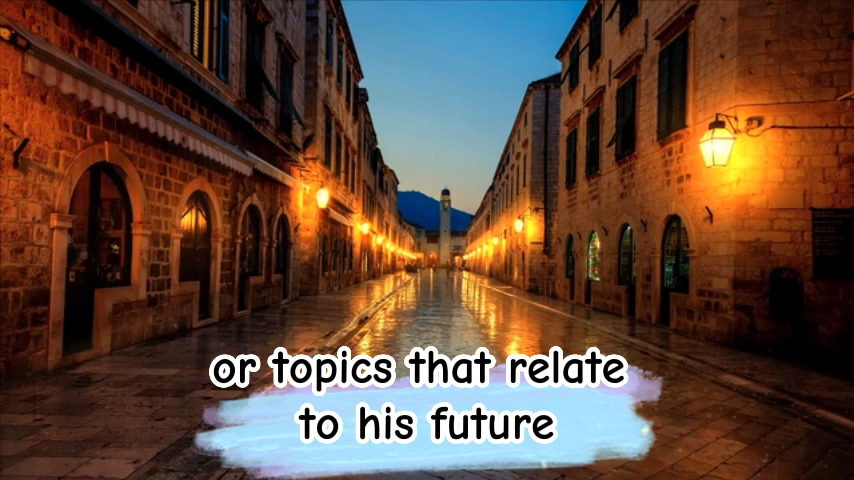 or topics that relate
to his future